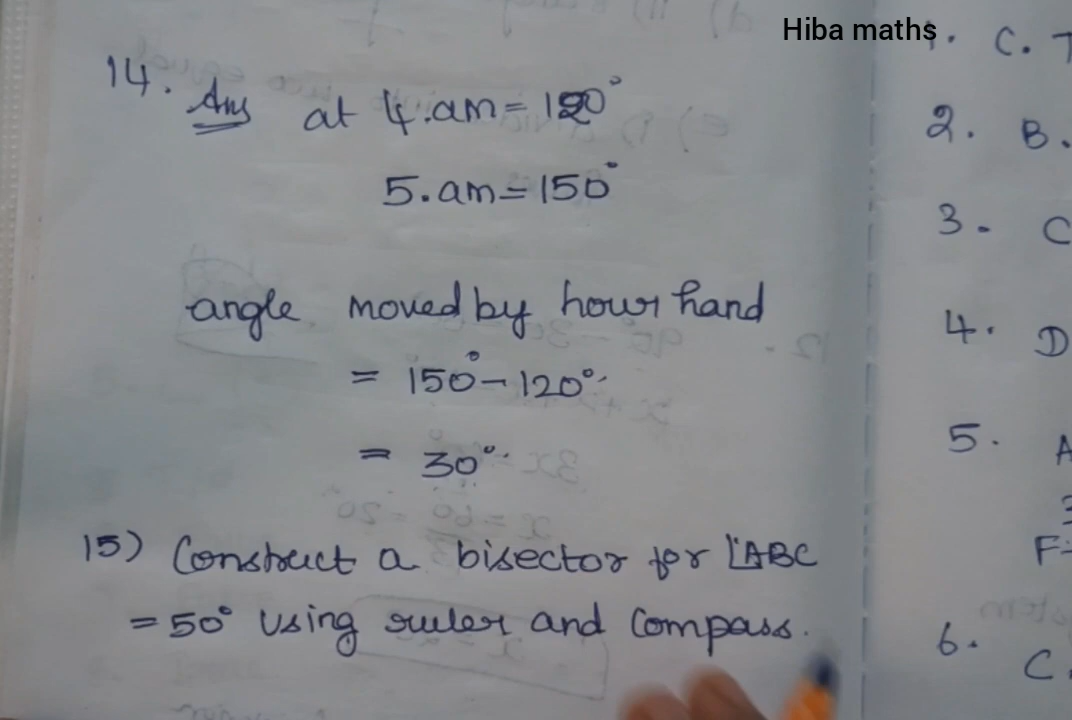 Hiba maths
14. Ans at 4.am = 120°
5.am = 150°
angle moved by hour hand
= 150° - 120°
= 30°
15) Construct a bisector for ∠ABC
= 50° using ruler and compass.
1. C. T
2. B.
3. C
4. D
5. A
F
6. C.